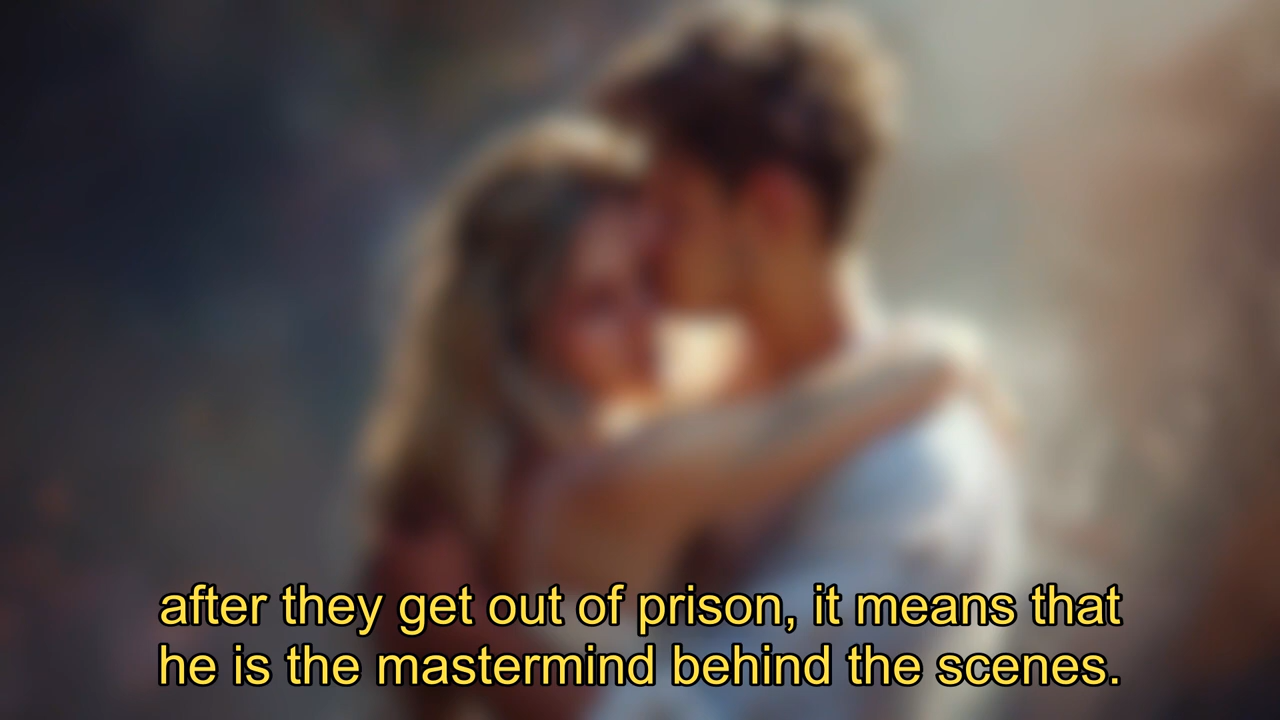 after they get out of prison, it means that
he is the mastermind behind the scenes.